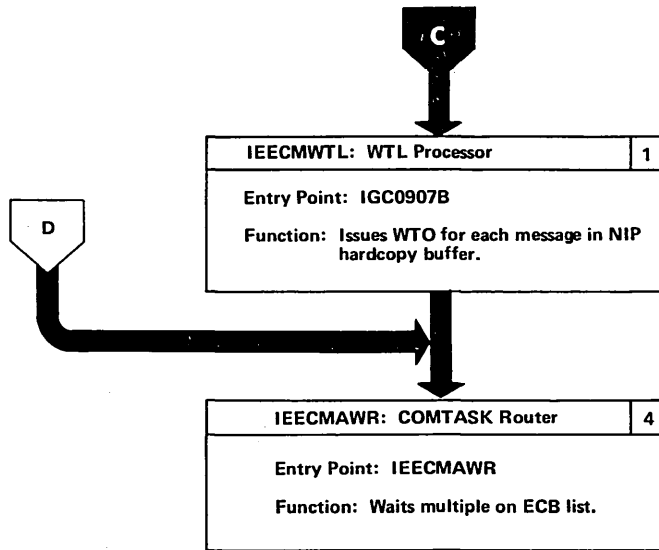 C
IEECMWTL: WTL Processor 1
Entry Point: IGC0907B
Function: Issues WTO for each message in NIP
hardcopy buffer.
D
IEECMAWR: COMTASK Router 4
Entry Point: IEECMAWR
Function: Waits multiple on ECB list.